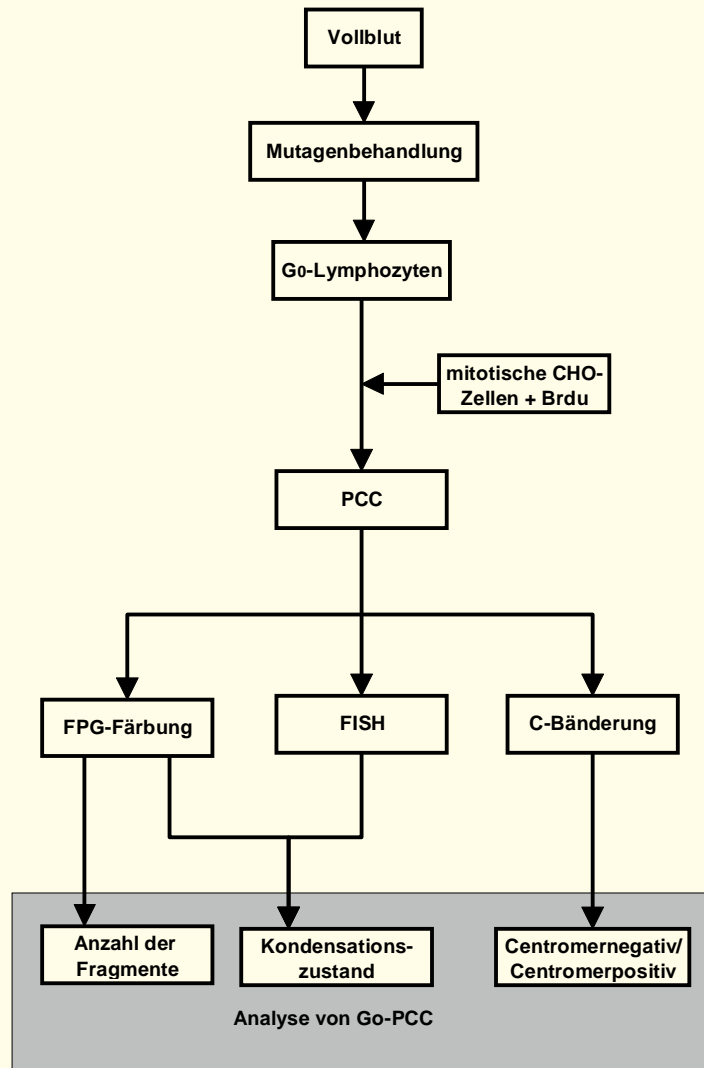 Vollblut
Mutagenbehandlung
G0-Lymphozyten
mitotische CHO-
Zellen + Brdu
PCC
FPG-Färbung
FISH
C-Bänderung
Anzahl der
Fragmente
Kondensations-
zustand
Centromernegativ/
Centromerpositiv
Analyse von Go-PCC